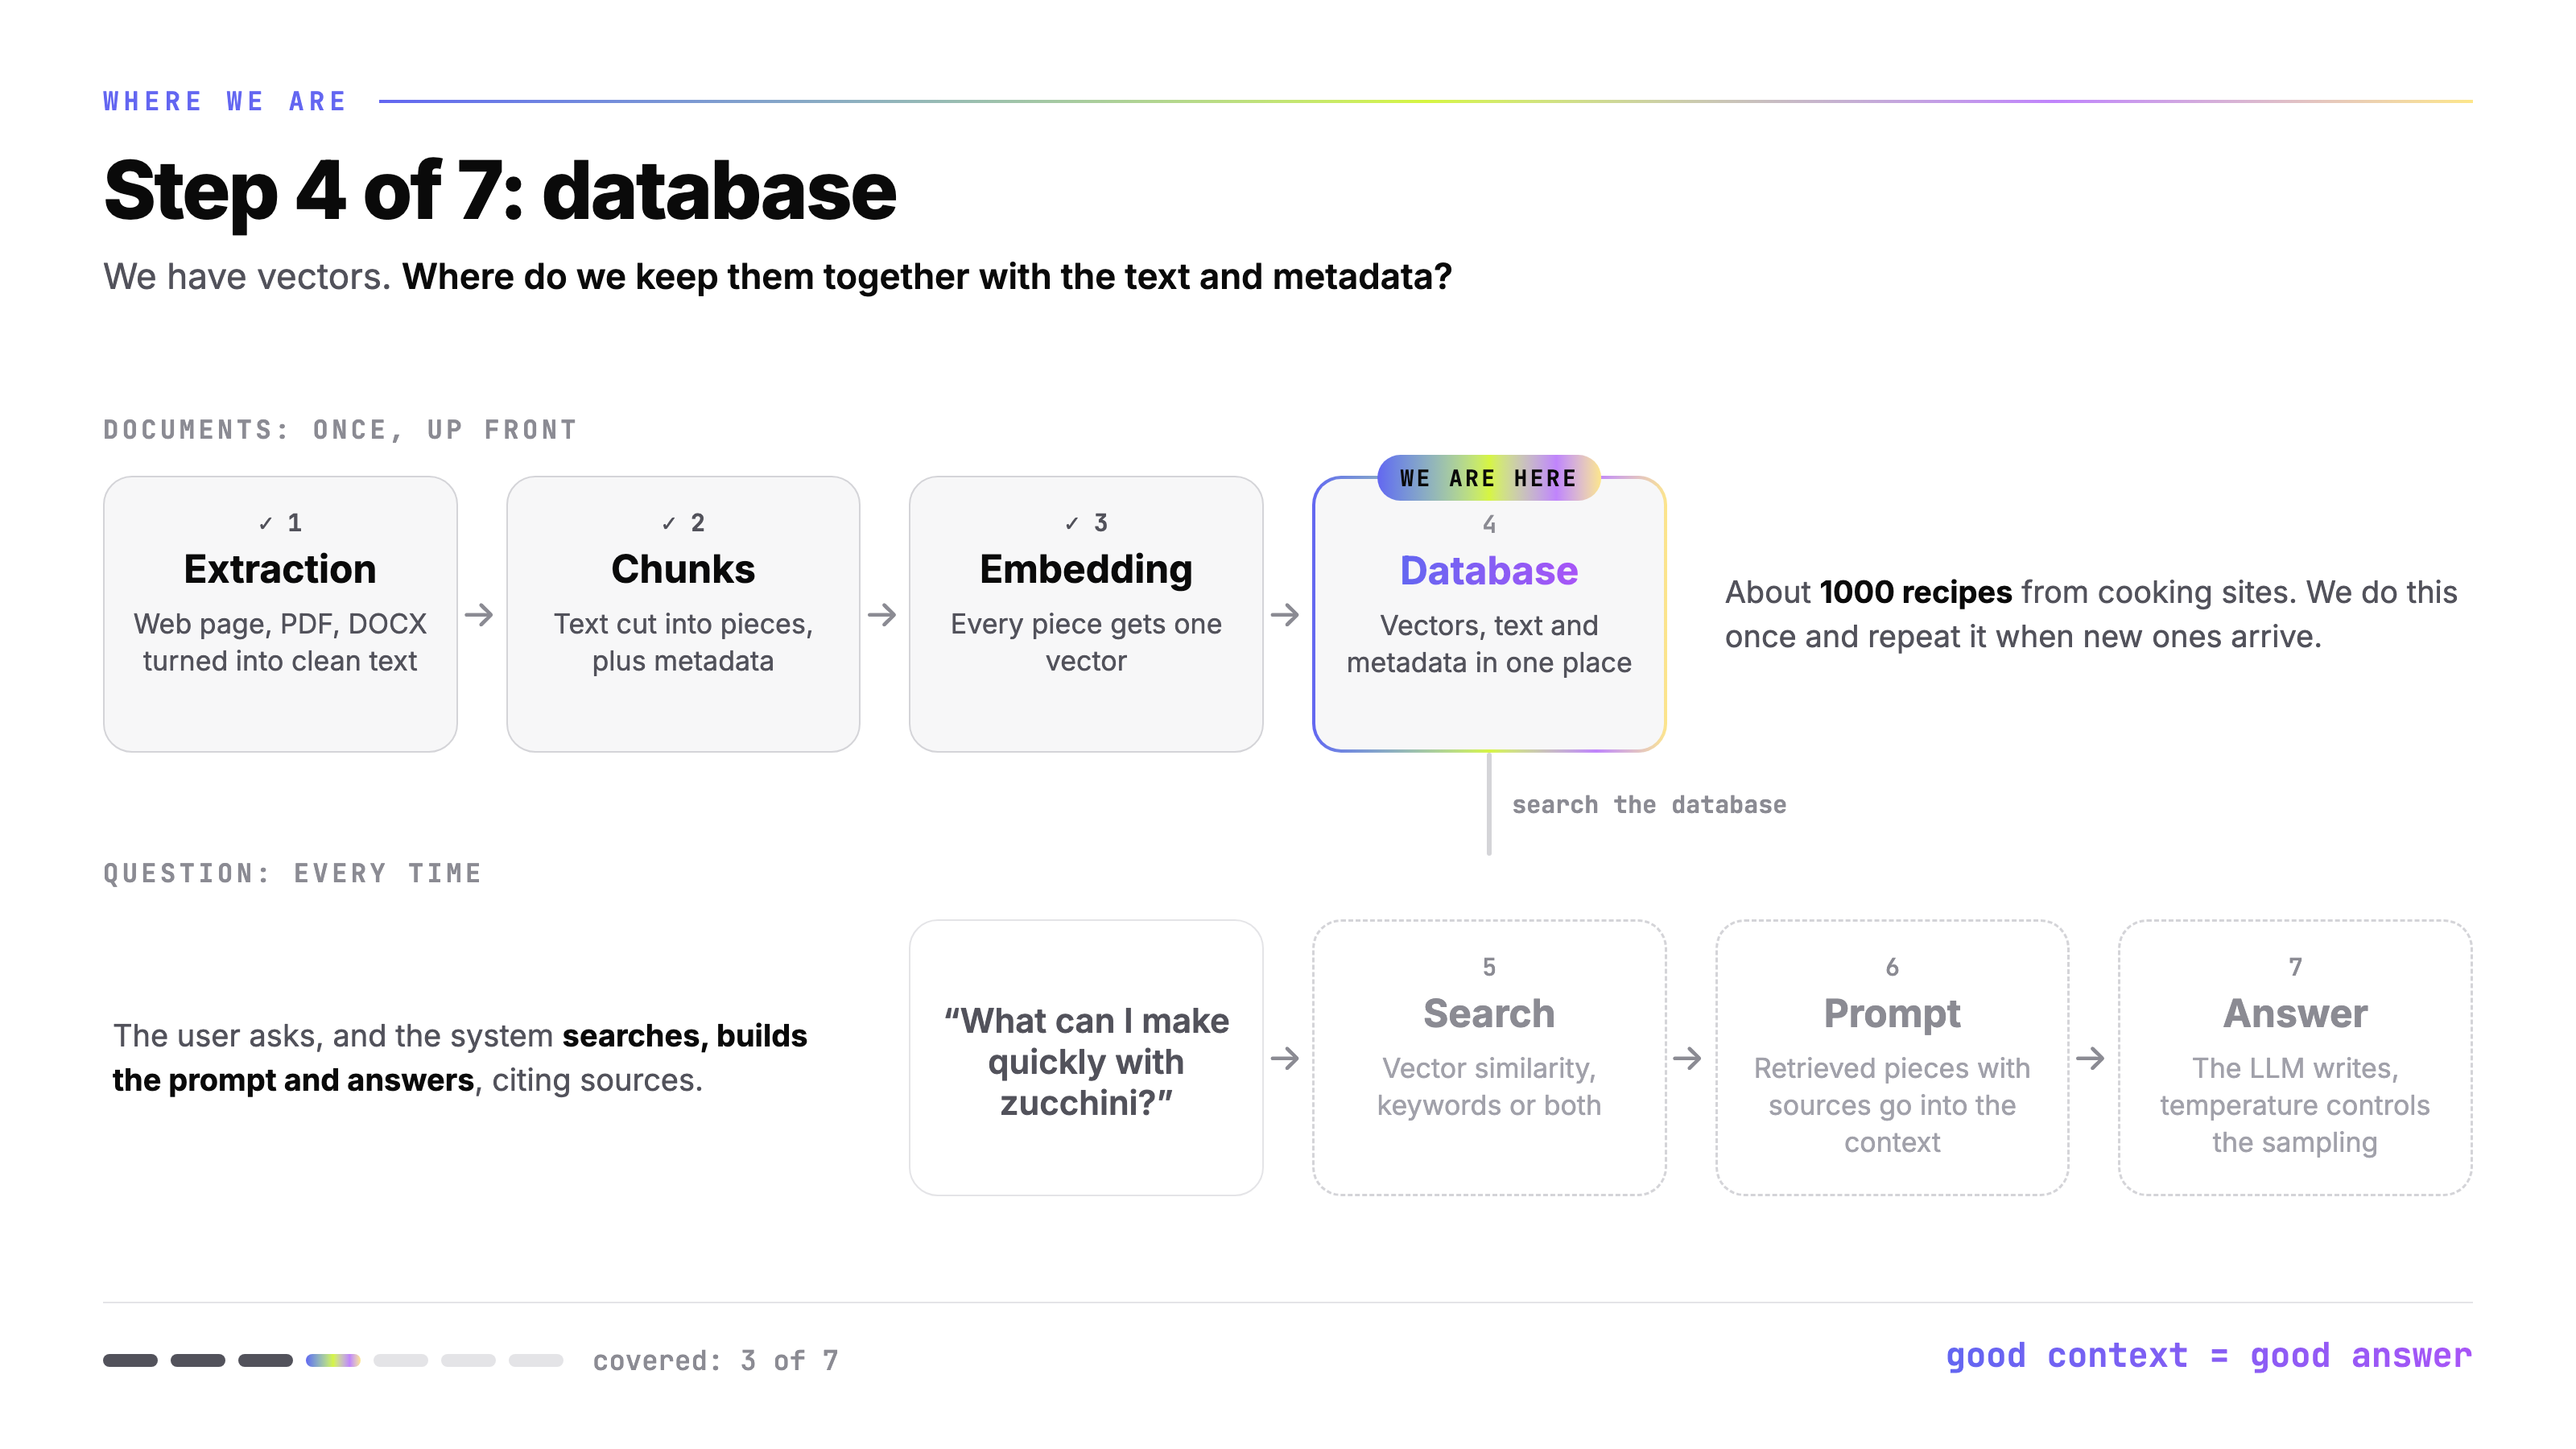 WHERE WE ARE
Step 4 of 7: database
We have vectors. Where do we keep them together with the text and metadata?
DOCUMENTS: ONCE, UP FRONT
✓ 1
Extraction
Web page, PDF, DOCX
turned into clean text
✓ 2
Chunks
Text cut into pieces,
plus metadata
✓ 3
Embedding
Every piece gets one
vector
WE ARE HERE
4
Database
Vectors, text and
metadata in one place
About 1000 recipes from cooking sites. We do this
once and repeat it when new ones arrive.
search the database
QUESTION: EVERY TIME
The user asks, and the system searches, builds
the prompt and answers, citing sources.
“What can I make
quickly with
zucchini?”
5
Search
Vector similarity,
keywords or both
6
Prompt
Retrieved pieces with
sources go into the
context
7
Answer
The LLM writes,
temperature controls
the sampling
covered: 3 of 7
good context = good answer